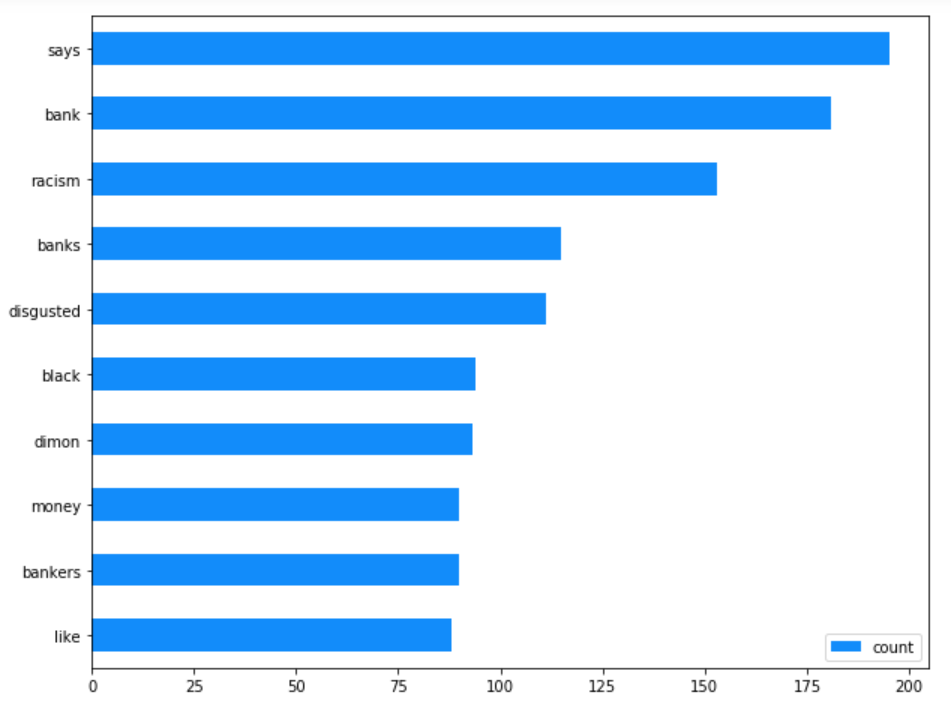 says
bank
racism
banks
disgusted
black
dimon
money
bankers
like
count
0 25 50 75 100 125 150 175 200